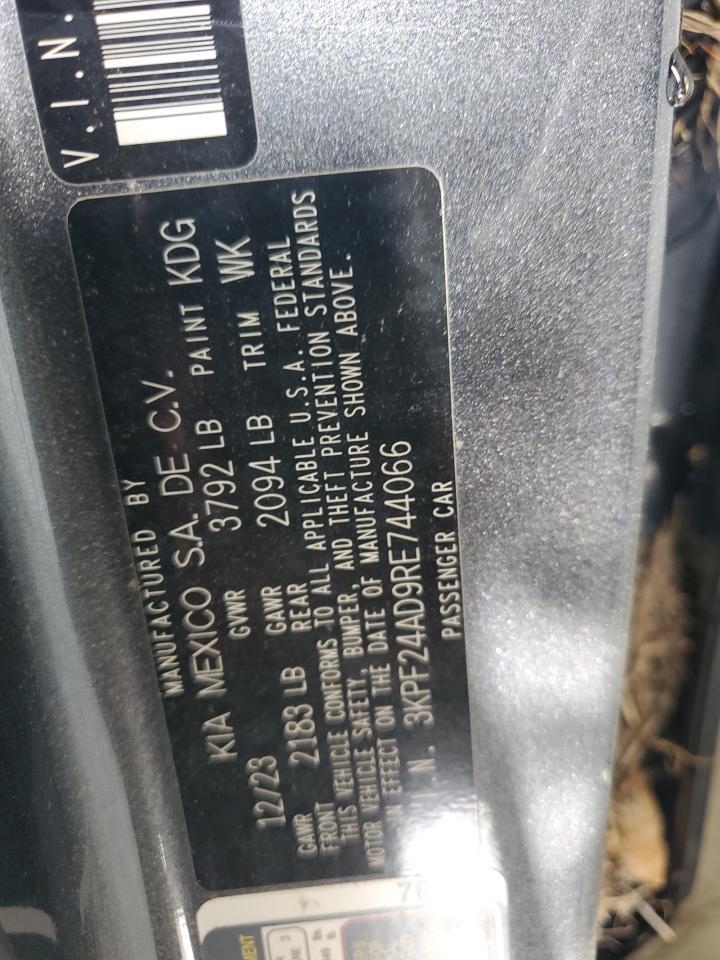 V.I.N.
MANUFACTURED BY
KIA MEXICO S.A. DE C.V.
12/23 GVWR 3792 LB PAINT KDG
GAWR FRONT 2183 LB GAWR REAR 2094 LB TRIM WK
THIS VEHICLE CONFORMS TO ALL APPLICABLE U.S.A. FEDERAL
MOTOR VEHICLE SAFETY, BUMPER, AND THEFT PREVENTION STANDARDS
EFFECT ON THE DATE OF MANUFACTURE SHOWN ABOVE.
N. 3KPF24AD9RE744066
PASSENGER CAR